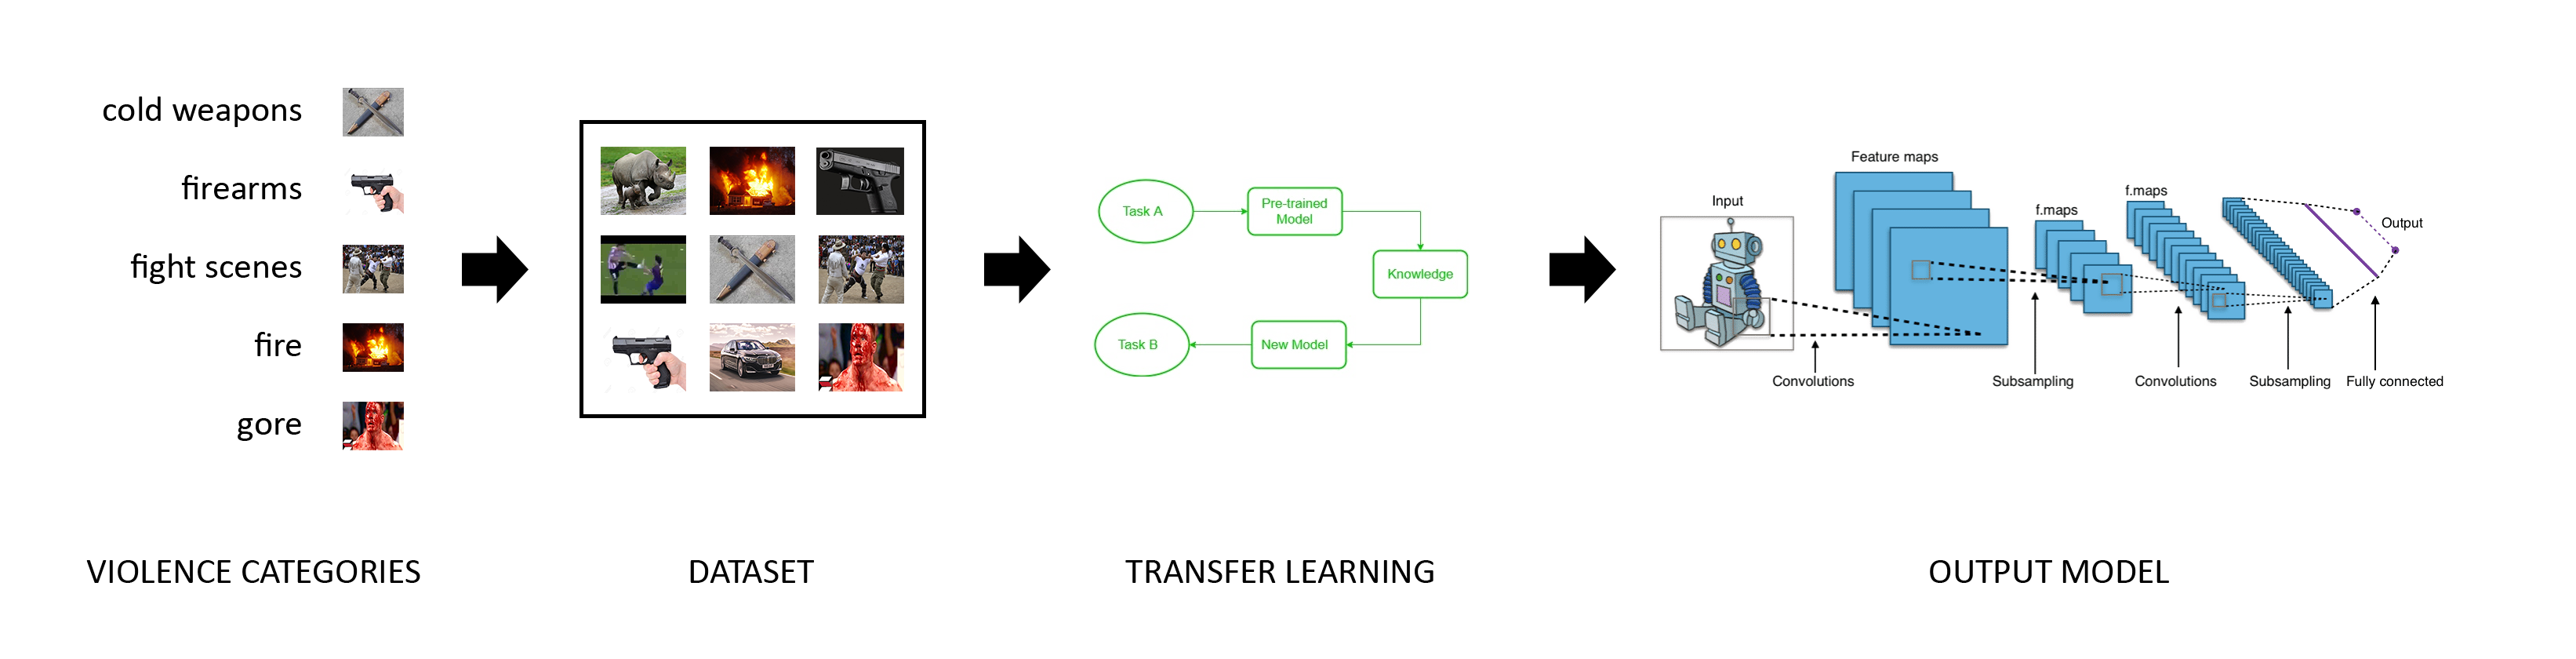 cold weapons
firearms
fight scenes
fire
gore
VIOLENCE CATEGORIES
DATASET
Task A
Pre-trained
Model
Knowledge
Task B
New Model
TRANSFER LEARNING
Input
Feature maps
f.maps
f.maps
Output
Convolutions
Subsampling
Convolutions
Subsampling
Fully connected
OUTPUT MODEL